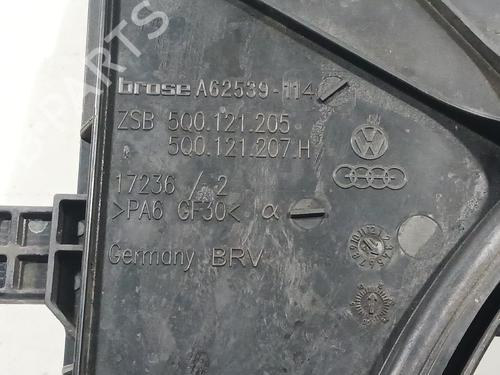 brose A62539-114
ZSB 5Q0.121.205
5Q0.121.207.H
17236 / 2
>PA6 GF30< α
Germany BRV